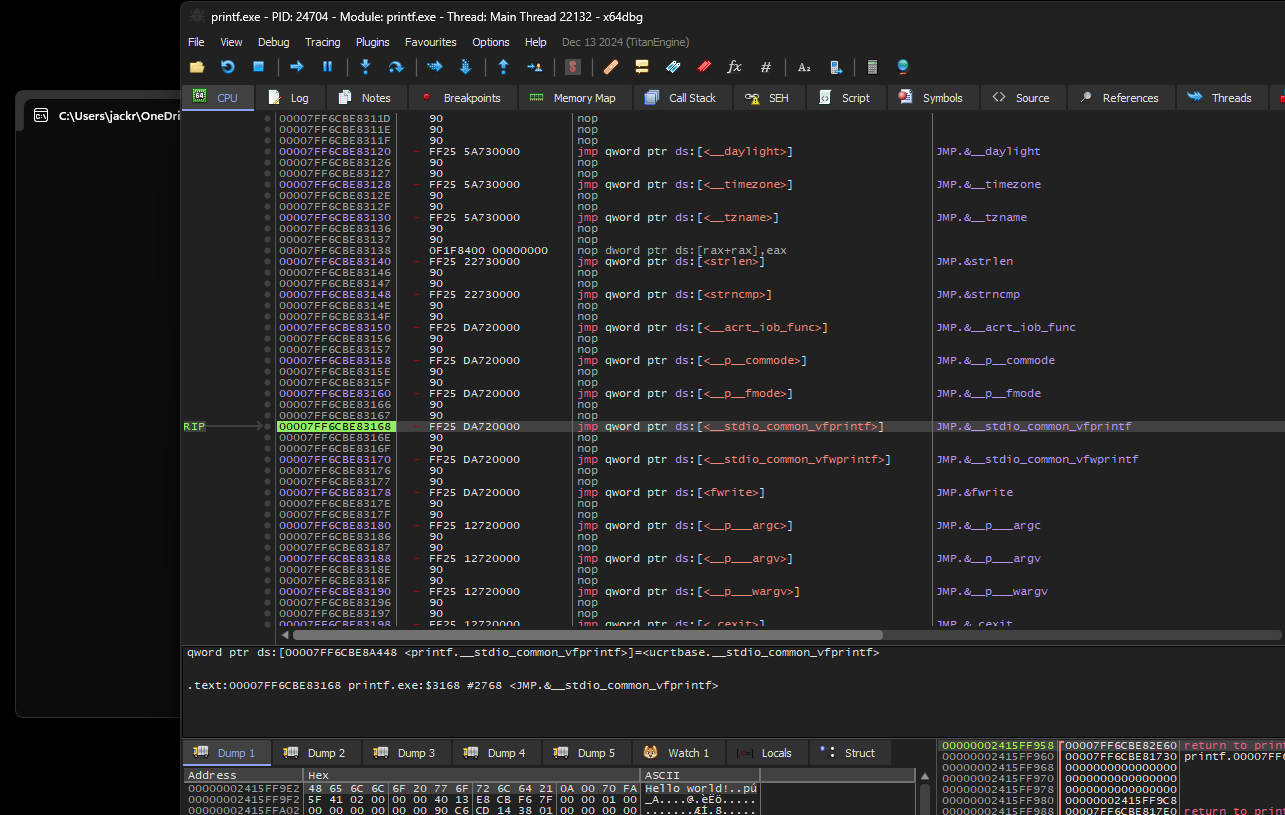 printf.exe - PID: 24704 - Module: printf.exe - Thread: Main Thread 22132 - x64dbg
File View Debug Tracing Plugins Favourites Options Help Dec 13 2024 (TitanEngine)
CPU Log Notes Breakpoints Memory Map Call Stack SEH Script Symbols Source References Threads
C:\Users\jackr\OneDri
00007FF6CBE8311D 90 nop
00007FF6CBE8311E 90 nop
00007FF6CBE8311F 90 nop
00007FF6CBE83120 FF25 5A730000 jmp qword ptr ds:[<__daylight>] JMP.&__daylight
00007FF6CBE83126 90 nop
00007FF6CBE83127 90 nop
00007FF6CBE83128 FF25 5A730000 jmp qword ptr ds:[<__timezone>] JMP.&__timezone
00007FF6CBE8312E 90 nop
00007FF6CBE8312F 90 nop
00007FF6CBE83130 FF25 5A730000 jmp qword ptr ds:[<__tzname>] JMP.&__tzname
00007FF6CBE83136 90 nop
00007FF6CBE83137 90 nop
00007FF6CBE83138 0F1F8400 00000000 nop dword ptr ds:[rax+rax],eax
00007FF6CBE83140 FF25 22730000 jmp qword ptr ds:[<strlen>] JMP.&strlen
00007FF6CBE83146 90 nop
00007FF6CBE83147 90 nop
00007FF6CBE83148 FF25 22730000 jmp qword ptr ds:[<strncmp>] JMP.&strncmp
00007FF6CBE8314E 90 nop
00007FF6CBE8314F 90 nop
00007FF6CBE83150 FF25 DA720000 jmp qword ptr ds:[<__acrt_iob_func>] JMP.&__acrt_iob_func
00007FF6CBE83156 90 nop
00007FF6CBE83157 90 nop
00007FF6CBE83158 FF25 DA720000 jmp qword ptr ds:[<__p__commode>] JMP.&__p__commode
00007FF6CBE8315E 90 nop
00007FF6CBE8315F 90 nop
00007FF6CBE83160 FF25 DA720000 jmp qword ptr ds:[<__p__fmode>] JMP.&__p__fmode
00007FF6CBE83166 90 nop
00007FF6CBE83167 90 nop
RIP 00007FF6CBE83168 FF25 DA720000 jmp qword ptr ds:[<__stdio_common_vfprintf>] JMP.&__stdio_common_vfprintf
00007FF6CBE8316E 90 nop
00007FF6CBE8316F 90 nop
00007FF6CBE83170 FF25 DA720000 jmp qword ptr ds:[<__stdio_common_vfwprintf>] JMP.&__stdio_common_vfwprintf
00007FF6CBE83176 90 nop
00007FF6CBE83177 90 nop
00007FF6CBE83178 FF25 DA720000 jmp qword ptr ds:[<fwrite>] JMP.&fwrite
00007FF6CBE8317E 90 nop
00007FF6CBE8317F 90 nop
00007FF6CBE83180 FF25 12720000 jmp qword ptr ds:[<__p___argc>] JMP.&__p___argc
00007FF6CBE83186 90 nop
00007FF6CBE83187 90 nop
00007FF6CBE83188 FF25 12720000 jmp qword ptr ds:[<__p___argv>] JMP.&__p___argv
00007FF6CBE8318E 90 nop
00007FF6CBE8318F 90 nop
00007FF6CBE83190 FF25 12720000 jmp qword ptr ds:[<__p___wargv>] JMP.&__p___wargv
00007FF6CBE83196 90 nop
00007FF6CBE83197 90 nop
00007FF6CBE83198 FF25 12720000 jmp qword ptr ds:[<_cexit>] JMP.&_cexit
qword ptr ds:[00007FF6CBE8A448 <printf.__stdio_common_vfprintf>]=<ucrtbase.__stdio_common_vfprintf>
.text:00007FF6CBE83168 printf.exe:$3168 #2768 <JMP.&__stdio_common_vfprintf>
Dump 1 Dump 2 Dump 3 Dump 4 Dump 5 Watch 1 Locals Struct
Address Hex ASCII
00000002415FF9E2 48 65 6C 6C 6F 20 77 6F 72 6C 64 21 0A 00 70 FA Hello world!..pú
00000002415FF9F2 5F 41 02 00 00 00 40 13 E8 CB F6 7F 00 00 01 00 _A....@.èËö.....
00000002415FFA02 00 00 00 00 90 C6 CD 14 38 01 00 00 00 00 00 00 .....ÆÍ.8.......
00000002415FF958 00007FF6CBE82E60 return to print
00000002415FF960 00007FF6CBE81730 printf.00007FF6
00000002415FF968 0000000000000000
00000002415FF970 0000000000000000
00000002415FF978 0000000000000000
00000002415FF980 00000002415FF9C8
00000002415FF988 00007FF6CBE817E0 return to print